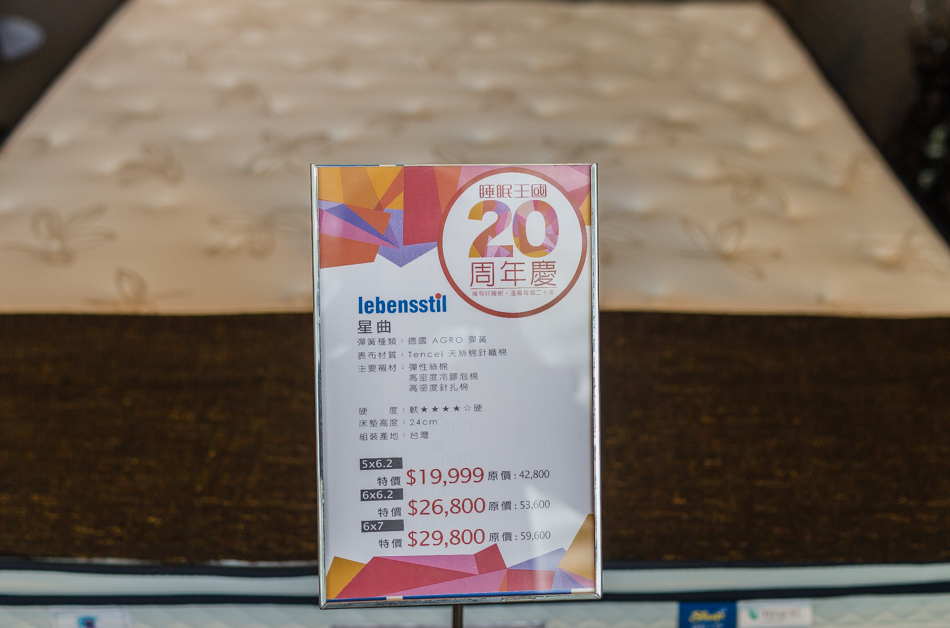 睡眠王國
20
周年慶
lebensstil
星曲
彈簧種類：德國 AGRO 彈簧
表布材質：Tencel 天絲棉針織棉
主要襯材：彈性絲棉
高密度冷膠泡棉
高密度針扎棉
硬　　度：軟★★★★☆硬
床墊高度：24cm
組裝產地：台灣
5x6.2
特價 $19,999 原價：42,800
6x6.2
特價 $26,800 原價：53,600
6x7
特價 $29,800 原價：59,600